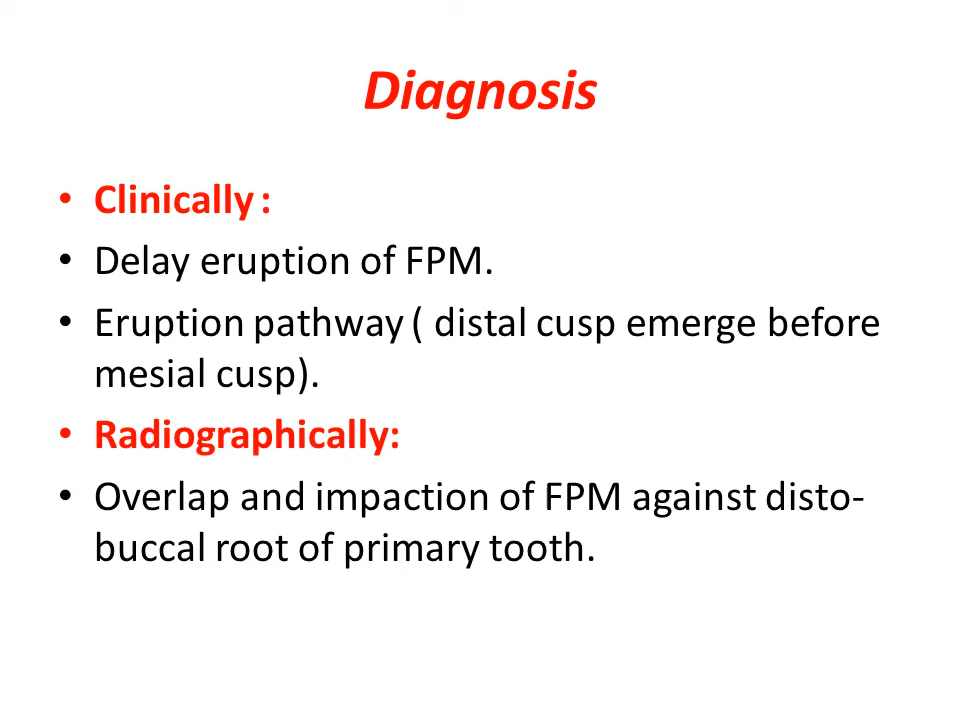 Diagnosis
• Clinically :
• Delay eruption of FPM.
• Eruption pathway ( distal cusp emerge before
mesial cusp).
• Radiographically:
• Overlap and impaction of FPM against disto-
buccal root of primary tooth.